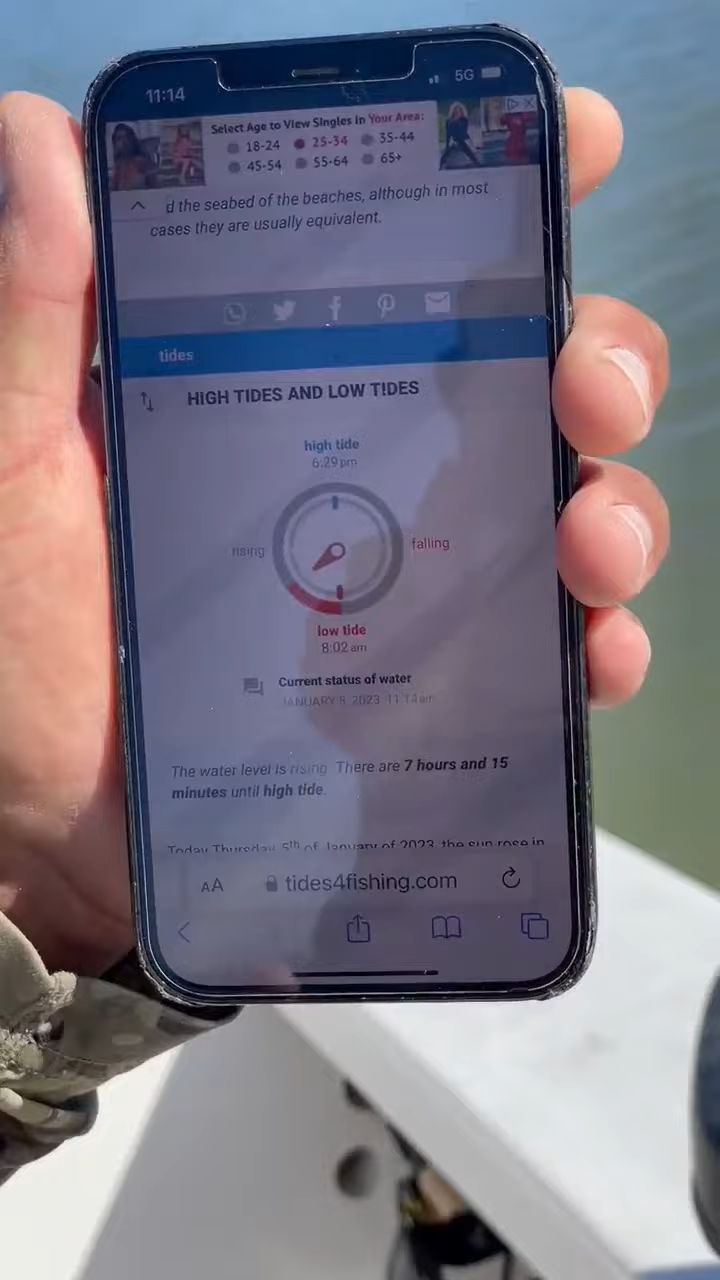 11:14
5G
Select Age to View Singles in Your Area:
18-24 25-34 35-44
45-54 55-64 65+
d the seabed of the beaches, although in most
cases they are usually equivalent.
tides
HIGH TIDES AND LOW TIDES
high tide
6:29 pm
rising
falling
low tide
8:02 am
Current status of water
JANUARY 5, 2023 11:14 am
The water level is rising. There are 7 hours and 15
minutes until high tide.
Today Thursday, 5th of January of 2023, the sun rose in
AA tides4fishing.com